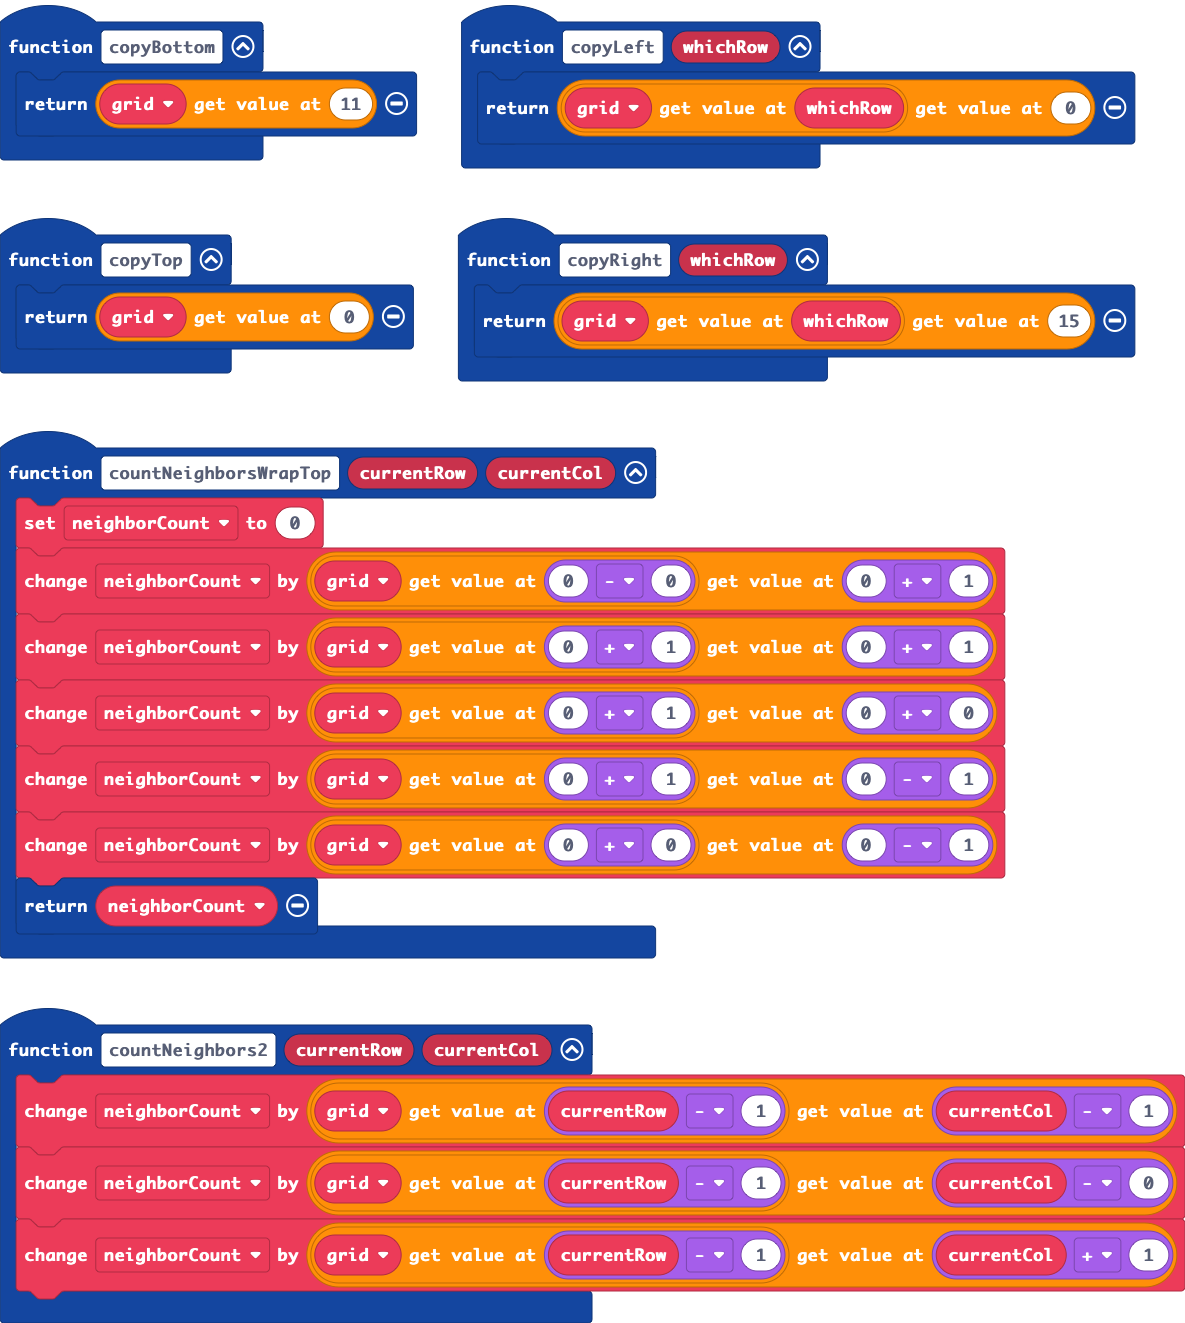 function copyBottom
return grid get value at 11
function copyLeft whichRow
return grid get value at whichRow get value at 0
function copyTop
return grid get value at 0
function copyRight whichRow
return grid get value at whichRow get value at 15
function countNeighborsWrapTop currentRow currentCol
set neighborCount to 0
change neighborCount by grid get value at 0 - 0 get value at 0 + 1
change neighborCount by grid get value at 0 + 1 get value at 0 + 1
change neighborCount by grid get value at 0 + 1 get value at 0 + 0
change neighborCount by grid get value at 0 + 1 get value at 0 - 1
change neighborCount by grid get value at 0 + 0 get value at 0 - 1
return neighborCount
function countNeighbors2 currentRow currentCol
change neighborCount by grid get value at currentRow - 1 get value at currentCol - 1
change neighborCount by grid get value at currentRow - 1 get value at currentCol - 0
change neighborCount by grid get value at currentRow - 1 get value at currentCol + 1